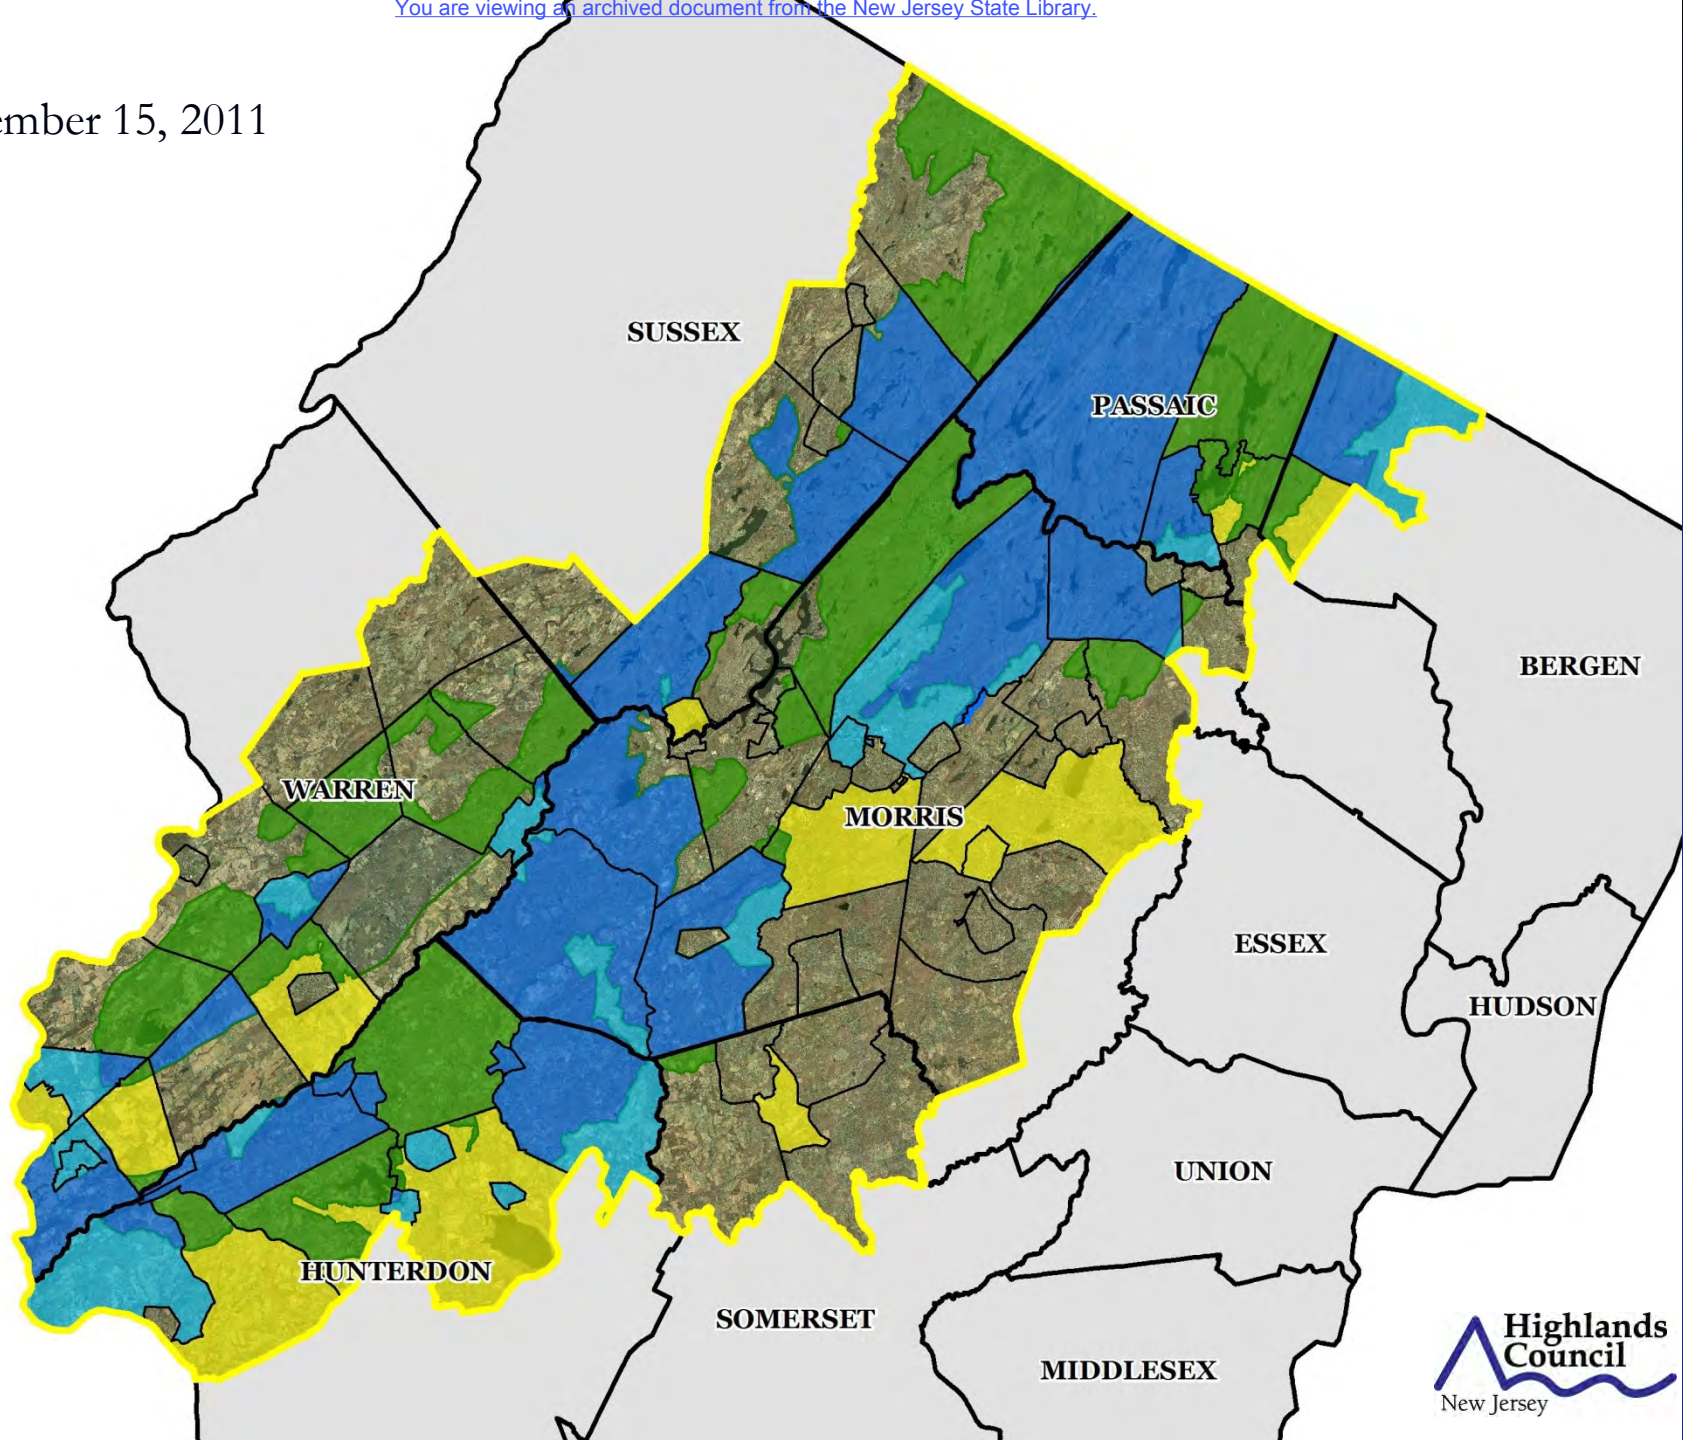 You are viewing an archived document from the New Jersey State Library.
ember 15, 2011
SUSSEX
PASSAIC
BERGEN
WARREN
MORRIS
ESSEX
HUDSON
UNION
HUNTERDON
SOMERSET
MIDDLESEX
Highlands
Council
New Jersey